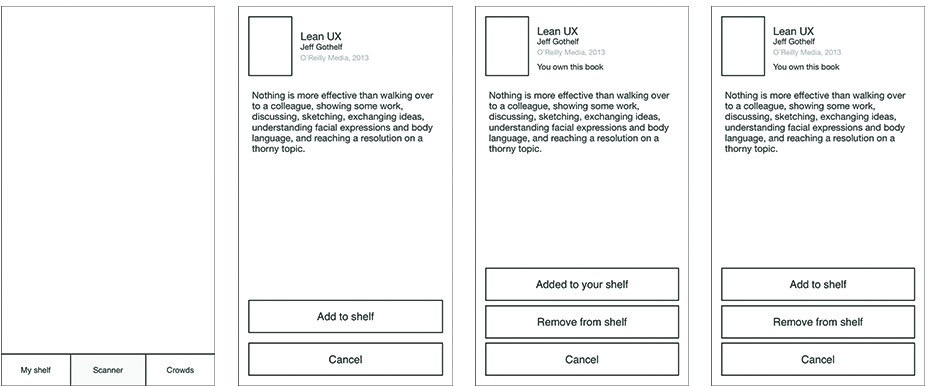 My shelf
Scanner
Crowds
Lean UX
Jeff Gothelf
O'Reilly Media, 2013
Nothing is more effective than walking over
to a colleague, showing some work,
discussing, sketching, exchanging ideas,
understanding facial expressions and body
language, and reaching a resolution on a
thorny topic.
Add to shelf
Cancel
Lean UX
Jeff Gothelf
O'Reilly Media, 2013
You own this book
Nothing is more effective than walking over
to a colleague, showing some work,
discussing, sketching, exchanging ideas,
understanding facial expressions and body
language, and reaching a resolution on a
thorny topic.
Added to your shelf
Remove from shelf
Cancel
Lean UX
Jeff Gothelf
O'Reilly Media, 2013
You own this book
Nothing is more effective than walking over
to a colleague, showing some work,
discussing, sketching, exchanging ideas,
understanding facial expressions and body
language, and reaching a resolution on a
thorny topic.
Add to shelf
Remove from shelf
Cancel